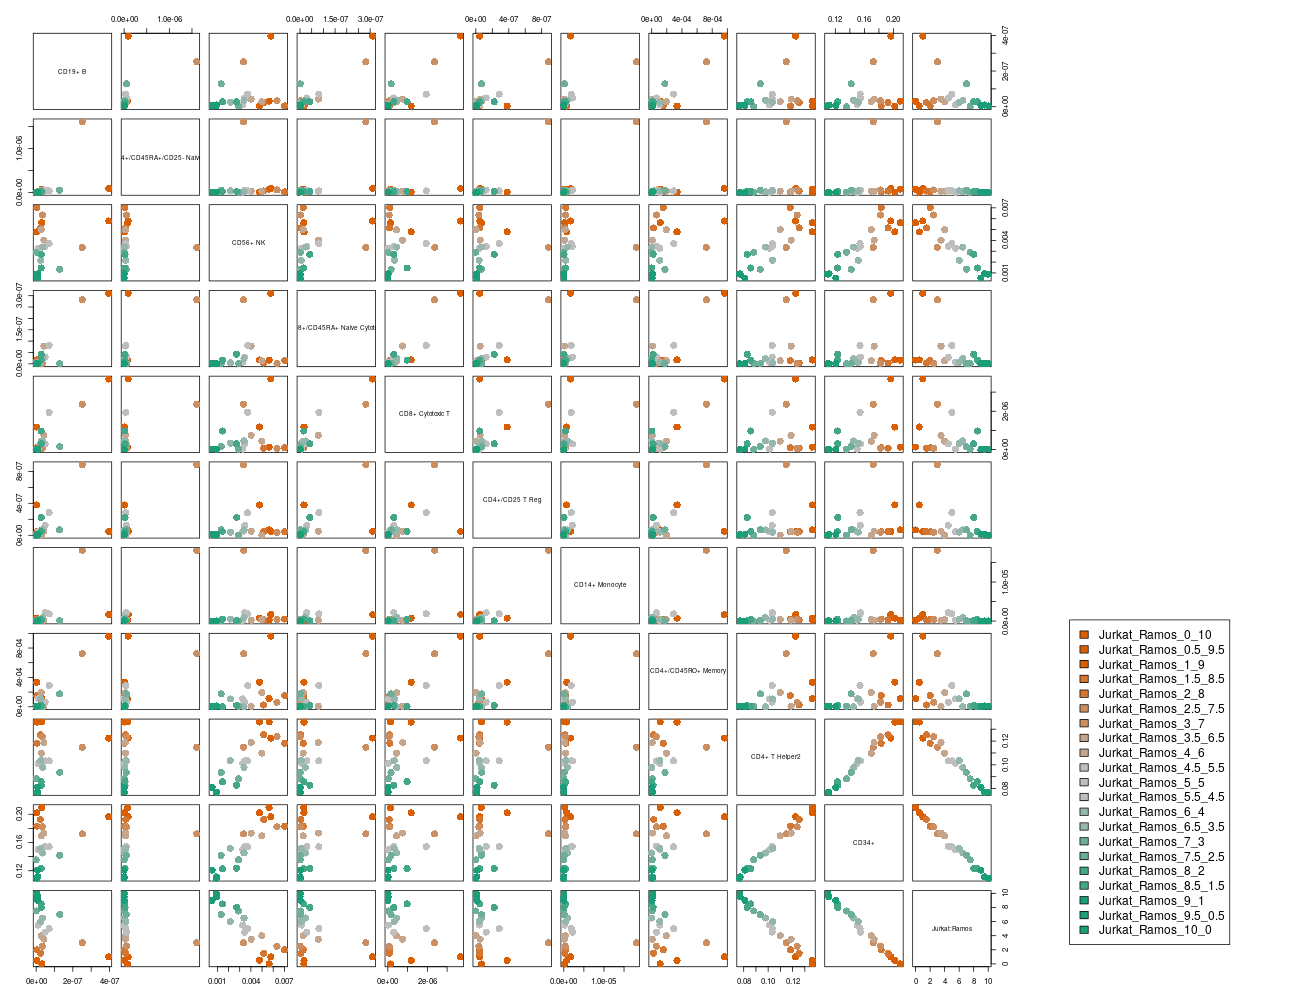 0.0e+00 1.0e-06 0.0e+00 1.5e-07 3.0e-07 0e+00 4e-07 8e-07 0e+00 4e-04 8e-04 0.12 0.16 0.20
CD19+ B
0e+00 2e-07 4e-07
4+/CD45RA+/CD25- Naiv
0.0e+00 1.0e-06
CD56+ NK
0.001 0.004 0.007
8+/CD45RA+ Naive Cytot
0.0e+00 1.5e-07 3.0e-07
CD8+ Cytotoxic T
0e+00 2e-06
CD4+/CD25 T Reg
0e+00 4e-07 8e-07
CD14+ Monocyte
0.0e+00 1.0e-05
CD4+/CD45RO+ Memory
0e+00 4e-04 8e-04
CD4+ T Helper2
0.08 0.10 0.12
CD34+
0.12 0.16 0.20
Jurkat:Ramos
0 2 4 6 8 10
0e+00 2e-07 4e-07 0.001 0.004 0.007 0e+00 2e-06 0.0e+00 1.0e-05 0.08 0.10 0.12 0 2 4 6 8 10
Jurkat_Ramos_0_10
Jurkat_Ramos_0.5_9.5
Jurkat_Ramos_1_9
Jurkat_Ramos_1.5_8.5
Jurkat_Ramos_2_8
Jurkat_Ramos_2.5_7.5
Jurkat_Ramos_3_7
Jurkat_Ramos_3.5_6.5
Jurkat_Ramos_4_6
Jurkat_Ramos_4.5_5.5
Jurkat_Ramos_5_5
Jurkat_Ramos_5.5_4.5
Jurkat_Ramos_6_4
Jurkat_Ramos_6.5_3.5
Jurkat_Ramos_7_3
Jurkat_Ramos_7.5_2.5
Jurkat_Ramos_8_2
Jurkat_Ramos_8.5_1.5
Jurkat_Ramos_9_1
Jurkat_Ramos_9.5_0.5
Jurkat_Ramos_10_0